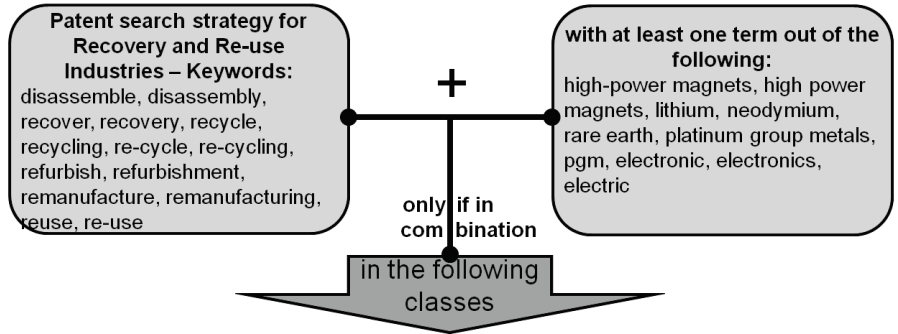 Patent search strategy for
Recovery and Re-use
Industries – Keywords:
disassemble, disassembly,
recover, recovery, recycle,
recycling, re-cycle, re-cycling,
refurbish, refurbishment,
remanufacture, remanufacturing,
reuse, re-use
+
with at least one term out of the
following:
high-power magnets, high power
magnets, lithium, neodymium,
rare earth, platinum group metals,
pgm, electronic, electronics,
electric
only if in
combination
in the following
classes